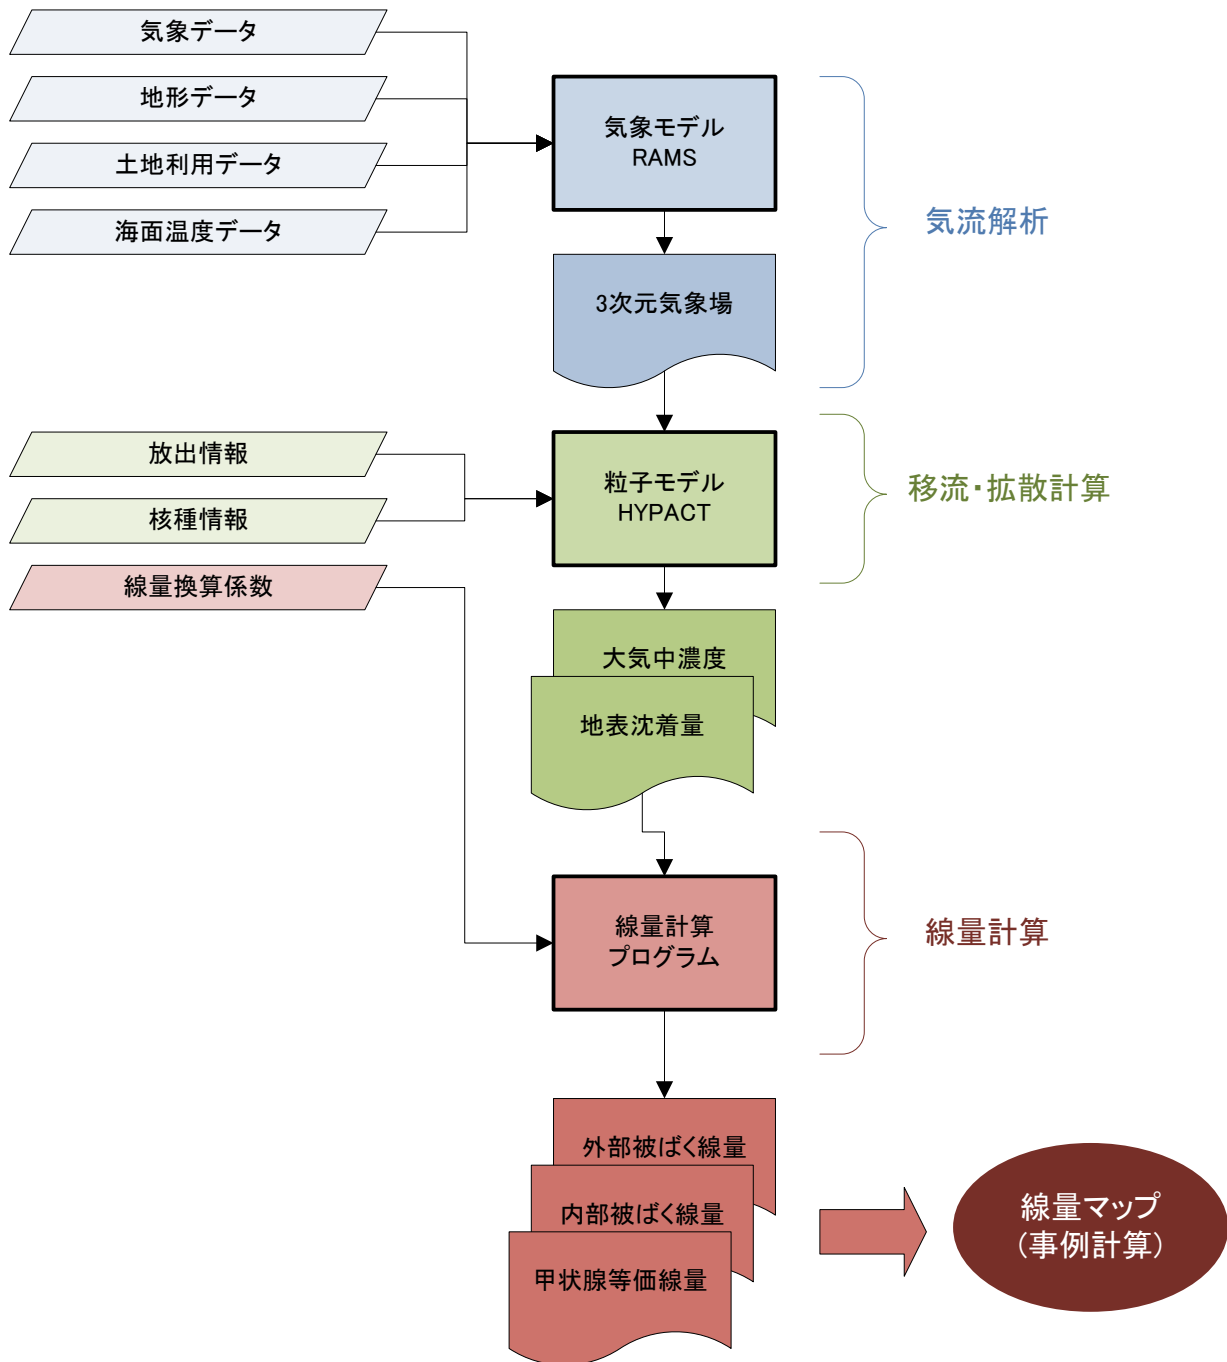 気象データ
地形データ
土地利用データ
海面温度データ
気象モデル
RAMS
3次元気象場
気流解析
放出情報
核種情報
線量換算係数
粒子モデル
HYPACT
移流・拡散計算
大気中濃度
地表沈着量
線量計算
プログラム
線量計算
外部被ばく線量
内部被ばく線量
甲状腺等価線量
線量マップ
(事例計算)